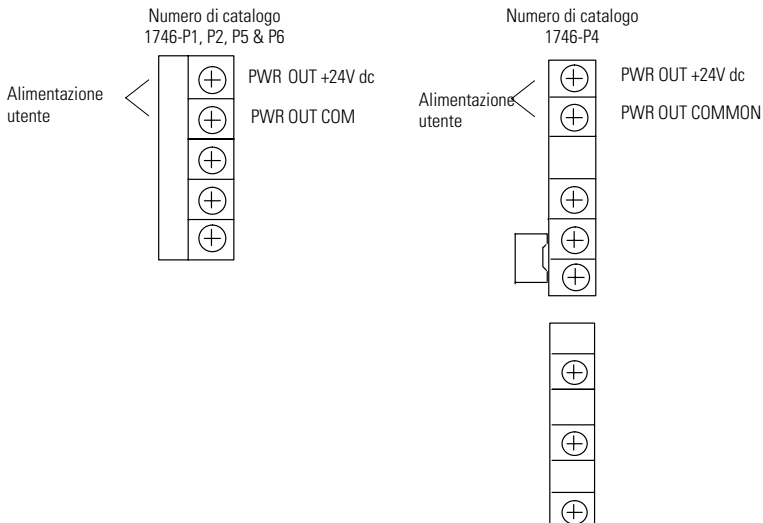 Numero di catalogo
1746-P1, P2, P5 & P6
Alimentazione
utente
PWR OUT +24V dc
PWR OUT COM
Numero di catalogo
1746-P4
Alimentazione
utente
PWR OUT +24V dc
PWR OUT COMMON